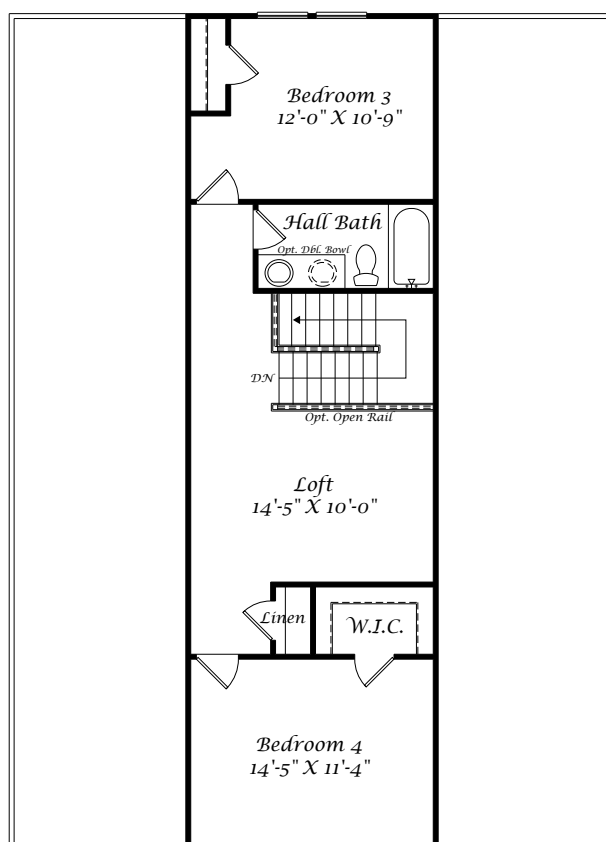 Bedroom 3
12'-0" X 10'-9"
Hall Bath
Opt. Dbl. Bowl
DN
Opt. Open Rail
Loft
14'-5" X 10'-0"
Linen
W.I.C.
Bedroom 4
14'-5" X 11'-4"